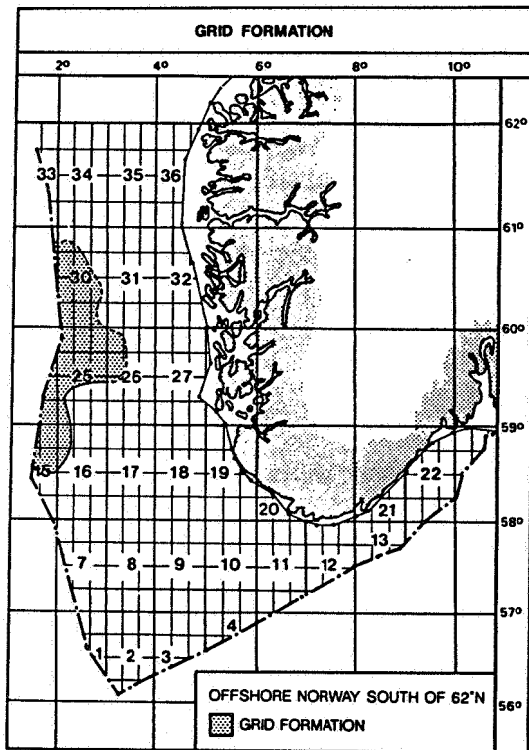 GRID FORMATION
2° 4° 6° 8° 10°
62°
33 34 35 36
61°
30 31 32
60°
25 26 27
59°
15 16 17 18 19 22
20 21
58°
13
7 8 9 10 11 12
57°
4
1 2 3
56°
OFFSHORE NORWAY SOUTH OF 62°N
GRID FORMATION